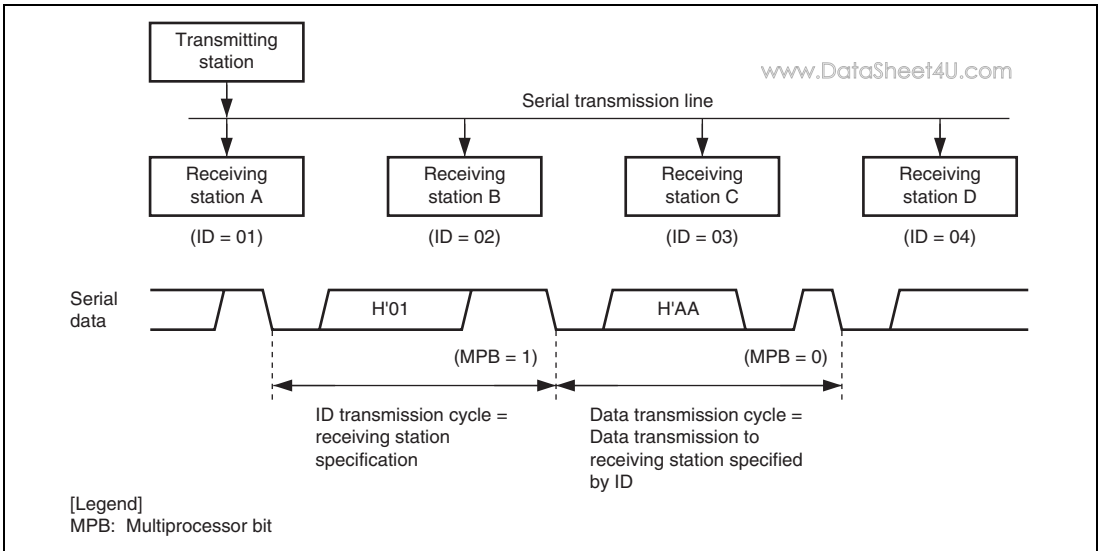 Transmitting
station
www.DataSheet4U.com
Serial transmission line
Receiving
station A
Receiving
station B
Receiving
station C
Receiving
station D
(ID = 01)
(ID = 02)
(ID = 03)
(ID = 04)
Serial
data
H'01
H'AA
(MPB = 1)
(MPB = 0)
ID transmission cycle =
receiving station
specification
Data transmission cycle =
Data transmission to
receiving station specified
by ID
[Legend]
MPB: Multiprocessor bit